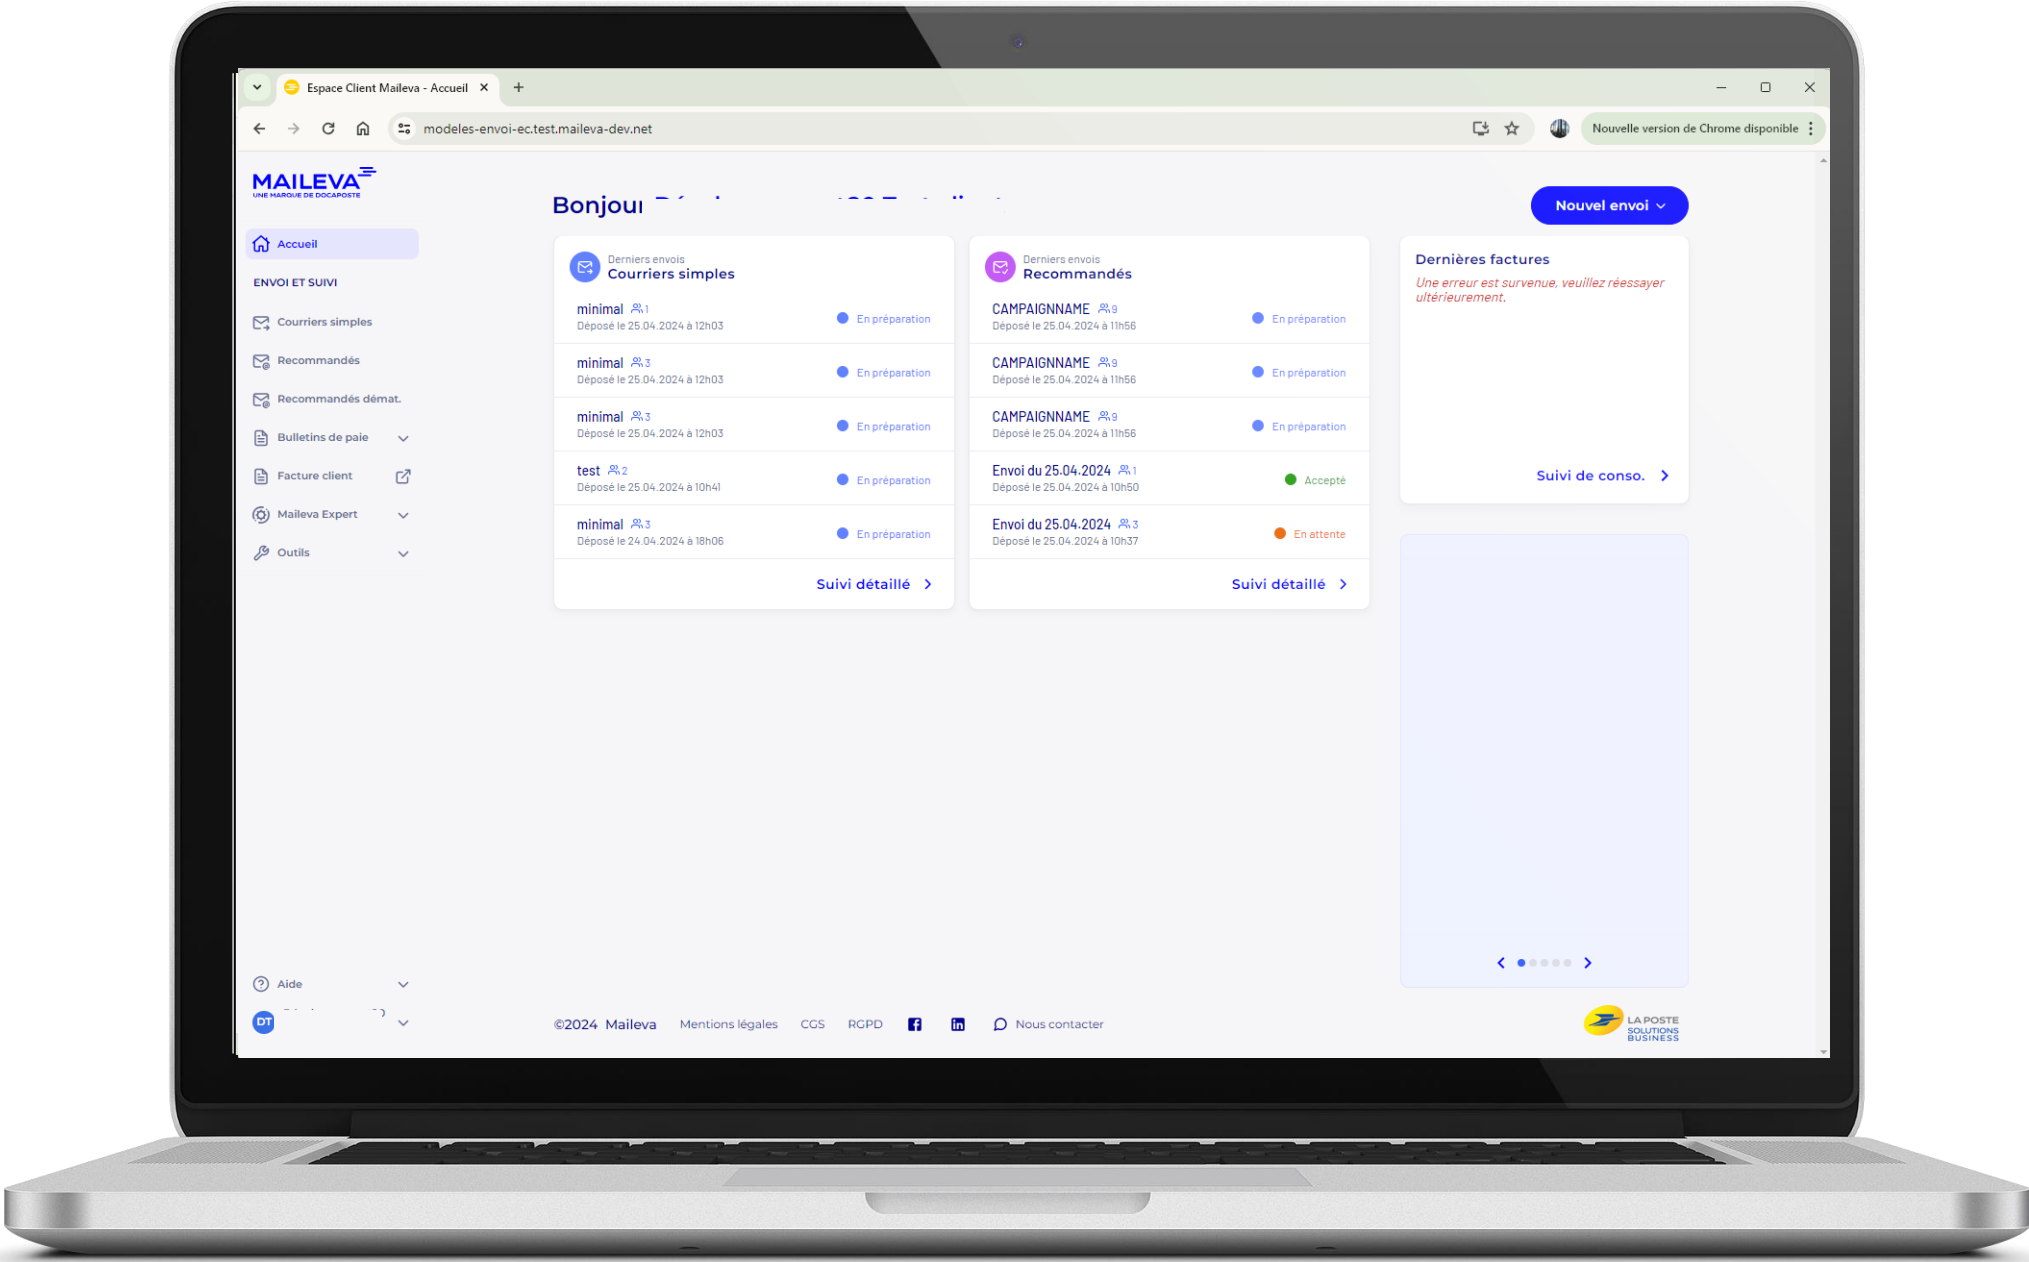 Espace Client Maileva - Accueil
modeles-envoi-ec.test.maileva-dev.net
Nouvelle version de Chrome disponible
MAILEVA
UNE MARQUE DE DOCAPOSTE
Accueil
ENVOI ET SUIVI
Courriers simples
Recommandés
Recommandés démat.
Bulletins de paie
Facture client
Maileva Expert
Outils
Aide
DT
Bonjour
Nouvel envoi
Derniers envois
Courriers simples
minimal 1
Déposé le 25.04.2024 à 12h03
En préparation
minimal 3
Déposé le 25.04.2024 à 12h03
En préparation
minimal 3
Déposé le 25.04.2024 à 12h03
En préparation
test 2
Déposé le 25.04.2024 à 10h41
En préparation
minimal 3
Déposé le 24.04.2024 à 18h06
En préparation
Suivi détaillé
Derniers envois
Recommandés
CAMPAIGNNAME 9
Déposé le 25.04.2024 à 11h56
En préparation
CAMPAIGNNAME 9
Déposé le 25.04.2024 à 11h56
En préparation
CAMPAIGNNAME 9
Déposé le 25.04.2024 à 11h56
En préparation
Envoi du 25.04.2024 1
Déposé le 25.04.2024 à 10h50
Accepté
Envoi du 25.04.2024 3
Déposé le 25.04.2024 à 10h37
En attente
Suivi détaillé
Dernières factures
Une erreur est survenue, veuillez réessayer
ultérieurement.
Suivi de conso.
©2024 Maileva
Mentions légales
CGS
RGPD
Nous contacter
LA POSTE
SOLUTIONS
BUSINESS